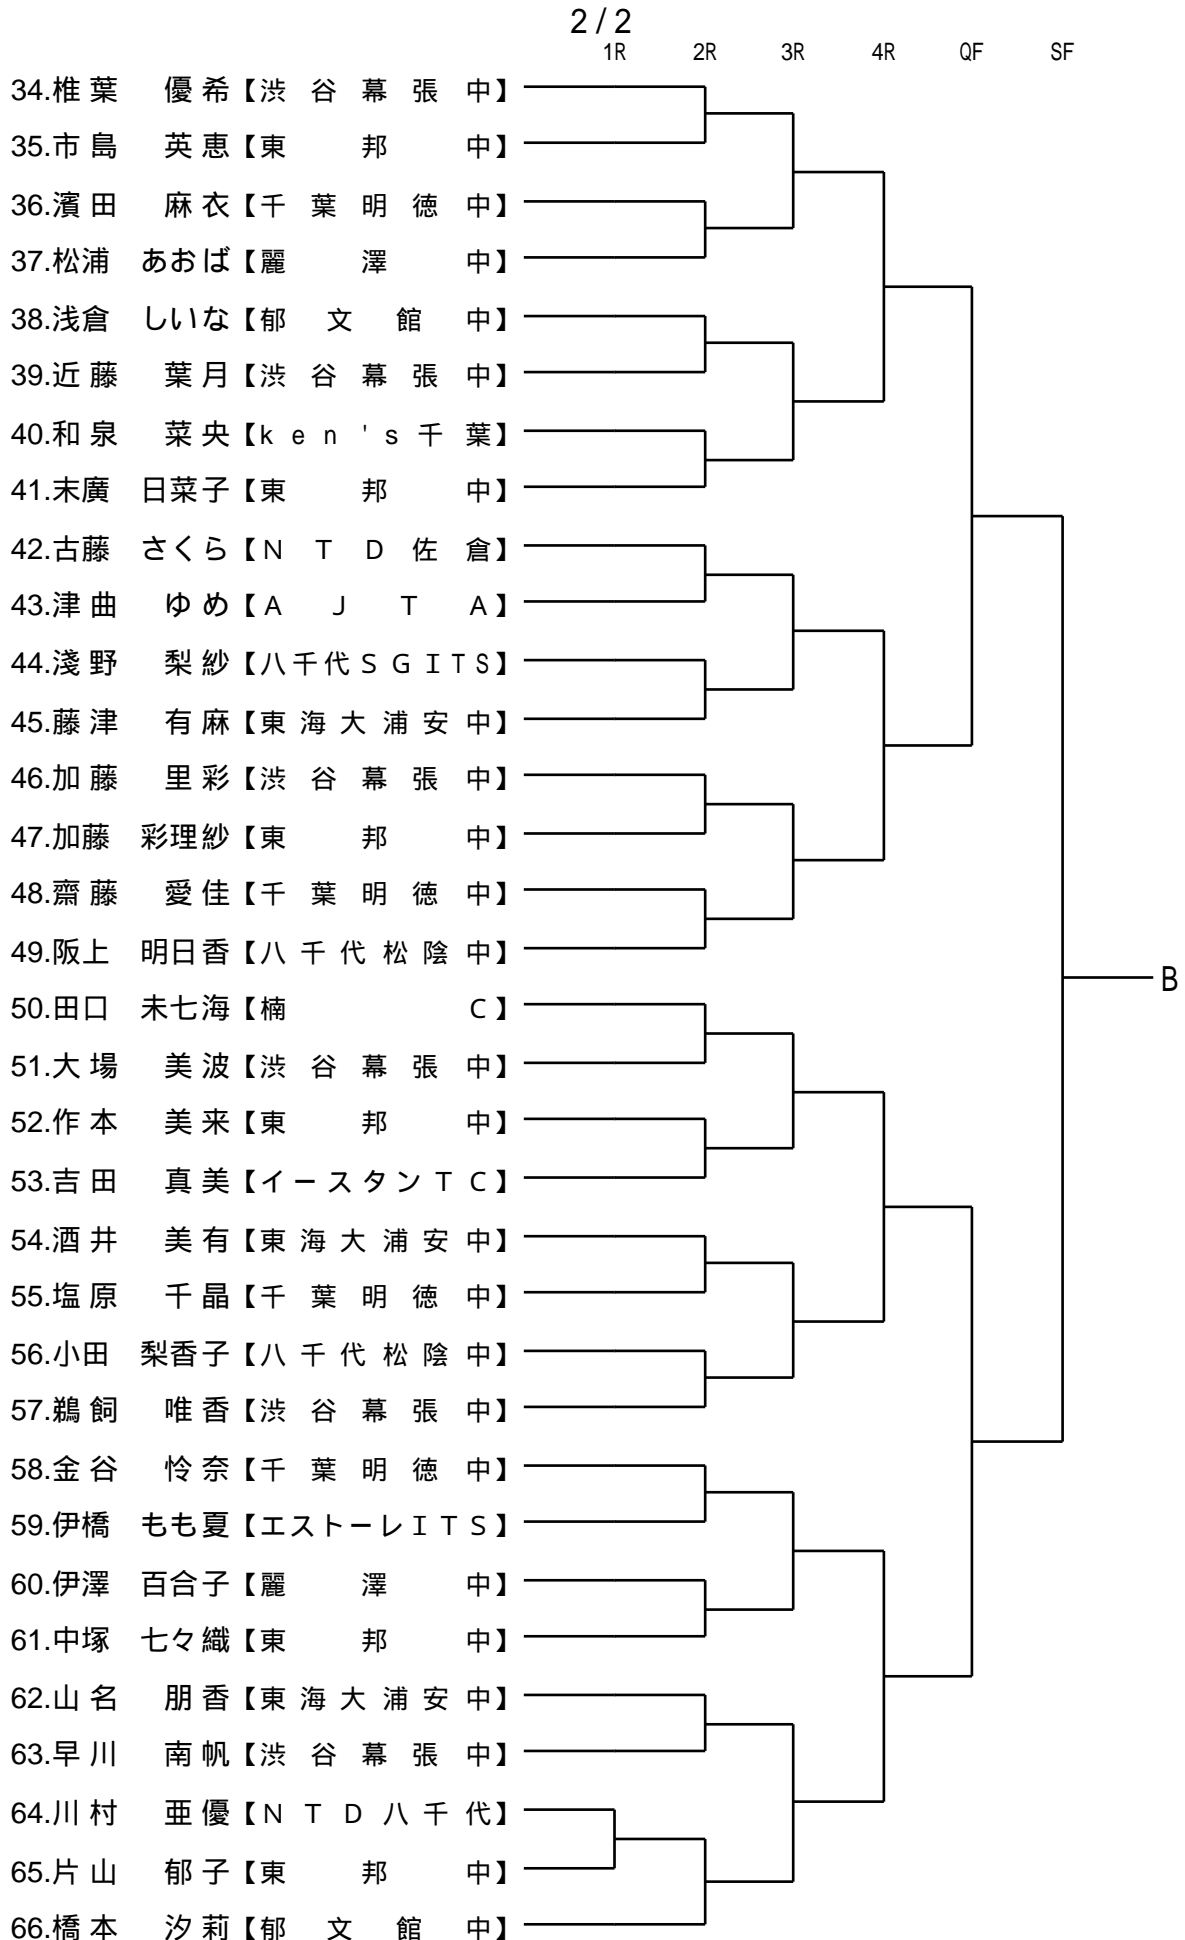 2 / 2
1R 2R 3R 4R QF SF
34.椎葉 優希【渋谷幕張中】
35.市島 英恵【東邦中】
36.濱田 麻衣【千葉明徳中】
37.松浦 あおば【麗澤中】
38.浅倉 しいな【郁文館中】
39.近藤 葉月【渋谷幕張中】
40.和泉 菜央【ken's千葉】
41.末廣 日菜子【東邦中】
42.古藤 さくら【ＮＴＤ佐倉】
43.津曲 ゆめ【ＡＪＴＡ】
44.淺野 梨紗【八千代ＳＧＩＴＳ】
45.藤津 有麻【東海大浦安中】
46.加藤 里彩【渋谷幕張中】
47.加藤 彩理紗【東邦中】
48.齋藤 愛佳【千葉明徳中】
49.阪上 明日香【八千代松陰中】
50.田口 未七海【楠Ｃ】
51.大場 美波【渋谷幕張中】
52.作本 美来【東邦中】
53.吉田 真美【イースタンＴＣ】
54.酒井 美有【東海大浦安中】
55.塩原 千晶【千葉明徳中】
56.小田 梨香子【八千代松陰中】
57.鵜飼 唯香【渋谷幕張中】
58.金谷 怜奈【千葉明徳中】
59.伊橋 もも夏【エストーレＩＴＳ】
60.伊澤 百合子【麗澤中】
61.中塚 七々織【東邦中】
62.山名 朋香【東海大浦安中】
63.早川 南帆【渋谷幕張中】
64.川村 亜優【ＮＴＤ八千代】
65.片山 郁子【東邦中】
66.橋本 汐莉【郁文館中】
B